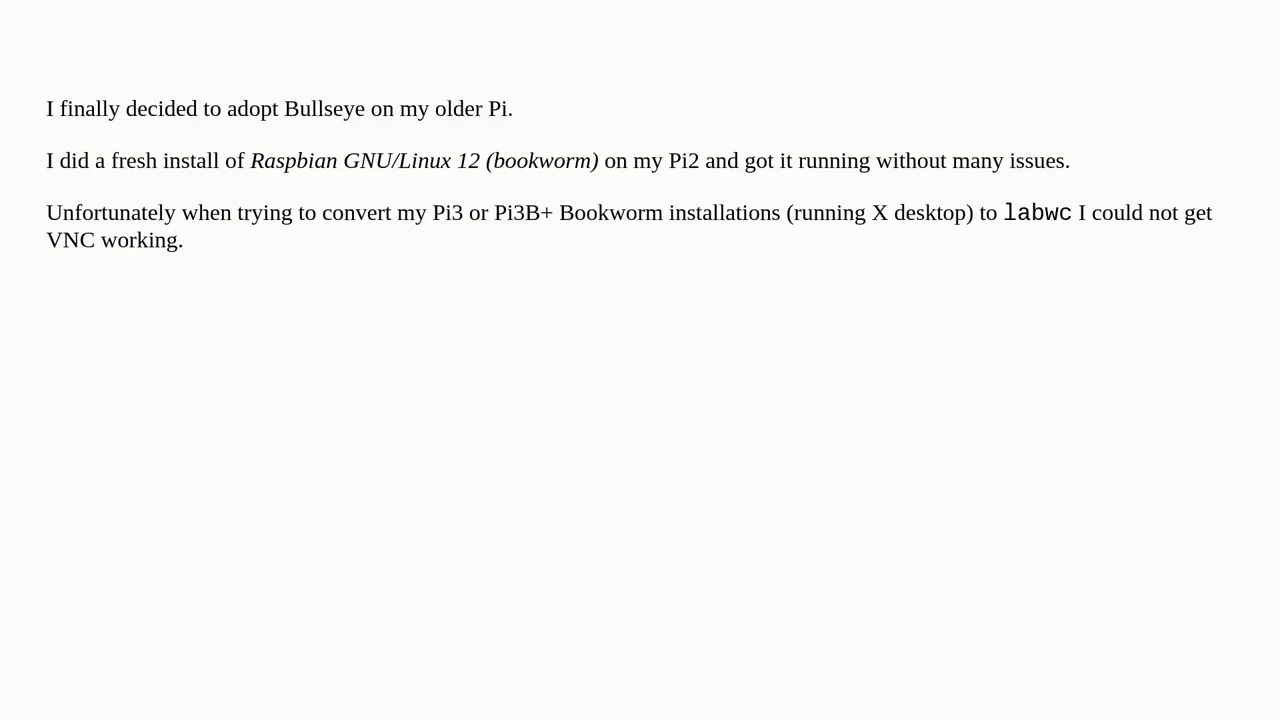 I finally decided to adopt Bullseye on my older Pi.
I did a fresh install of Raspbian GNU/Linux 12 (bookworm) on my Pi2 and got it running without many issues.
Unfortunately when trying to convert my Pi3 or Pi3B+ Bookworm installations (running X desktop) to labwc I could not get
VNC working.